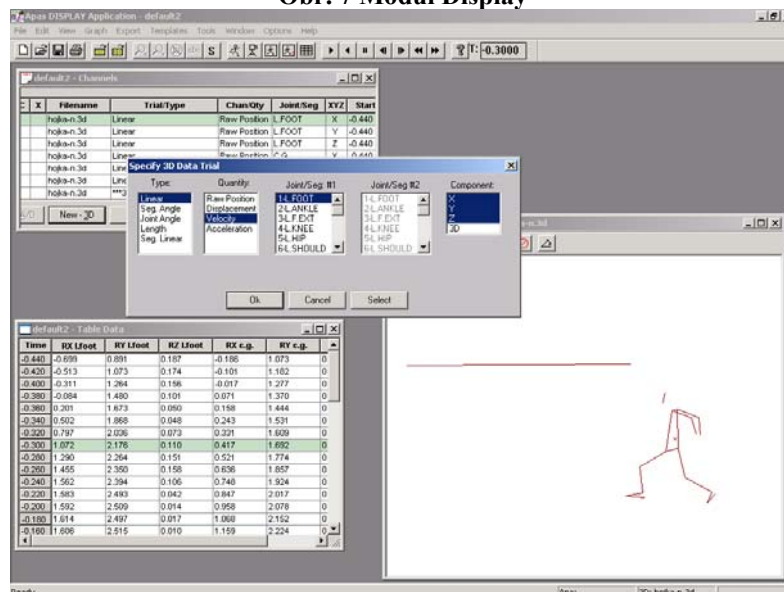 Obr. 7 Modul Display
Apas DISPLAY Application - default2
File Edit View Graph Export Templates Tools Window Options Help
S T: -0.3000
default2 - Channels
X Filename Trial/Type Chan/Qty Joint/Seg XYZ Start
hojka-n.3d Linear Raw Position L.FOOT X -0.440
hojka-n.3d Linear Raw Position L.FOOT Y -0.440
hojka-n.3d Linear Raw Position L.FOOT Z -0.440
hojka-n.3d Linear Raw Position C.G. X -0.440
hojka-n.3d
hojka-n.3d
hojka-n.3d
New - 3D
Specify 3D Data Trial
Type: Quantity: Joint/Seg: #1 Joint/Seg #2 Component:
Linear Raw Position 1-L.FOOT 1-L.FOOT X
Seg. Angle Displacement 2-L.ANKLE 2-L.ANKLE Y
Joint Angle Velocity 3-L.F.EXT 3-L.F.EXT Z
Length Acceleration 4-L.KNEE 4-L.KNEE 3D
Seg. Linear 5-L.HIP 5-L.HIP
6-L.SHOULD 6-L.SHOULD
Ok Cancel Select
default2 - Table Data
Time RX Lfoot RY Lfoot RZ Lfoot RX c.g. RY c.g.
-0.440 -0.699 0.891 0.187 -0.186 1.073 0
-0.420 -0.513 1.073 0.174 -0.101 1.182 0
-0.400 -0.311 1.264 0.156 -0.017 1.277 0
-0.380 -0.084 1.480 0.101 0.071 1.370 0
-0.360 0.201 1.673 0.050 0.158 1.444 0
-0.340 0.502 1.868 0.048 0.243 1.531 0
-0.320 0.797 2.036 0.073 0.331 1.609 0
-0.300 1.072 2.176 0.110 0.417 1.692 0
-0.280 1.290 2.264 0.151 0.521 1.774 0
-0.260 1.455 2.350 0.158 0.636 1.857 0
-0.240 1.562 2.394 0.106 0.748 1.924 0
-0.220 1.583 2.493 0.042 0.847 2.017 0
-0.200 1.592 2.509 0.014 0.958 2.078 0
-0.180 1.614 2.497 0.017 1.060 2.152 0
-0.160 1.606 2.515 0.010 1.159 2.224 0